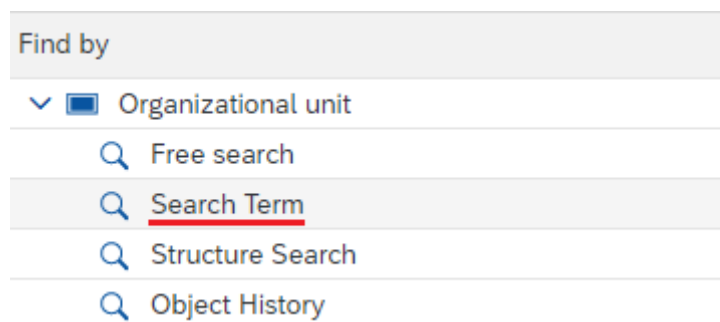 Find by
Organizational unit
Free search
Search Term
Structure Search
Object History